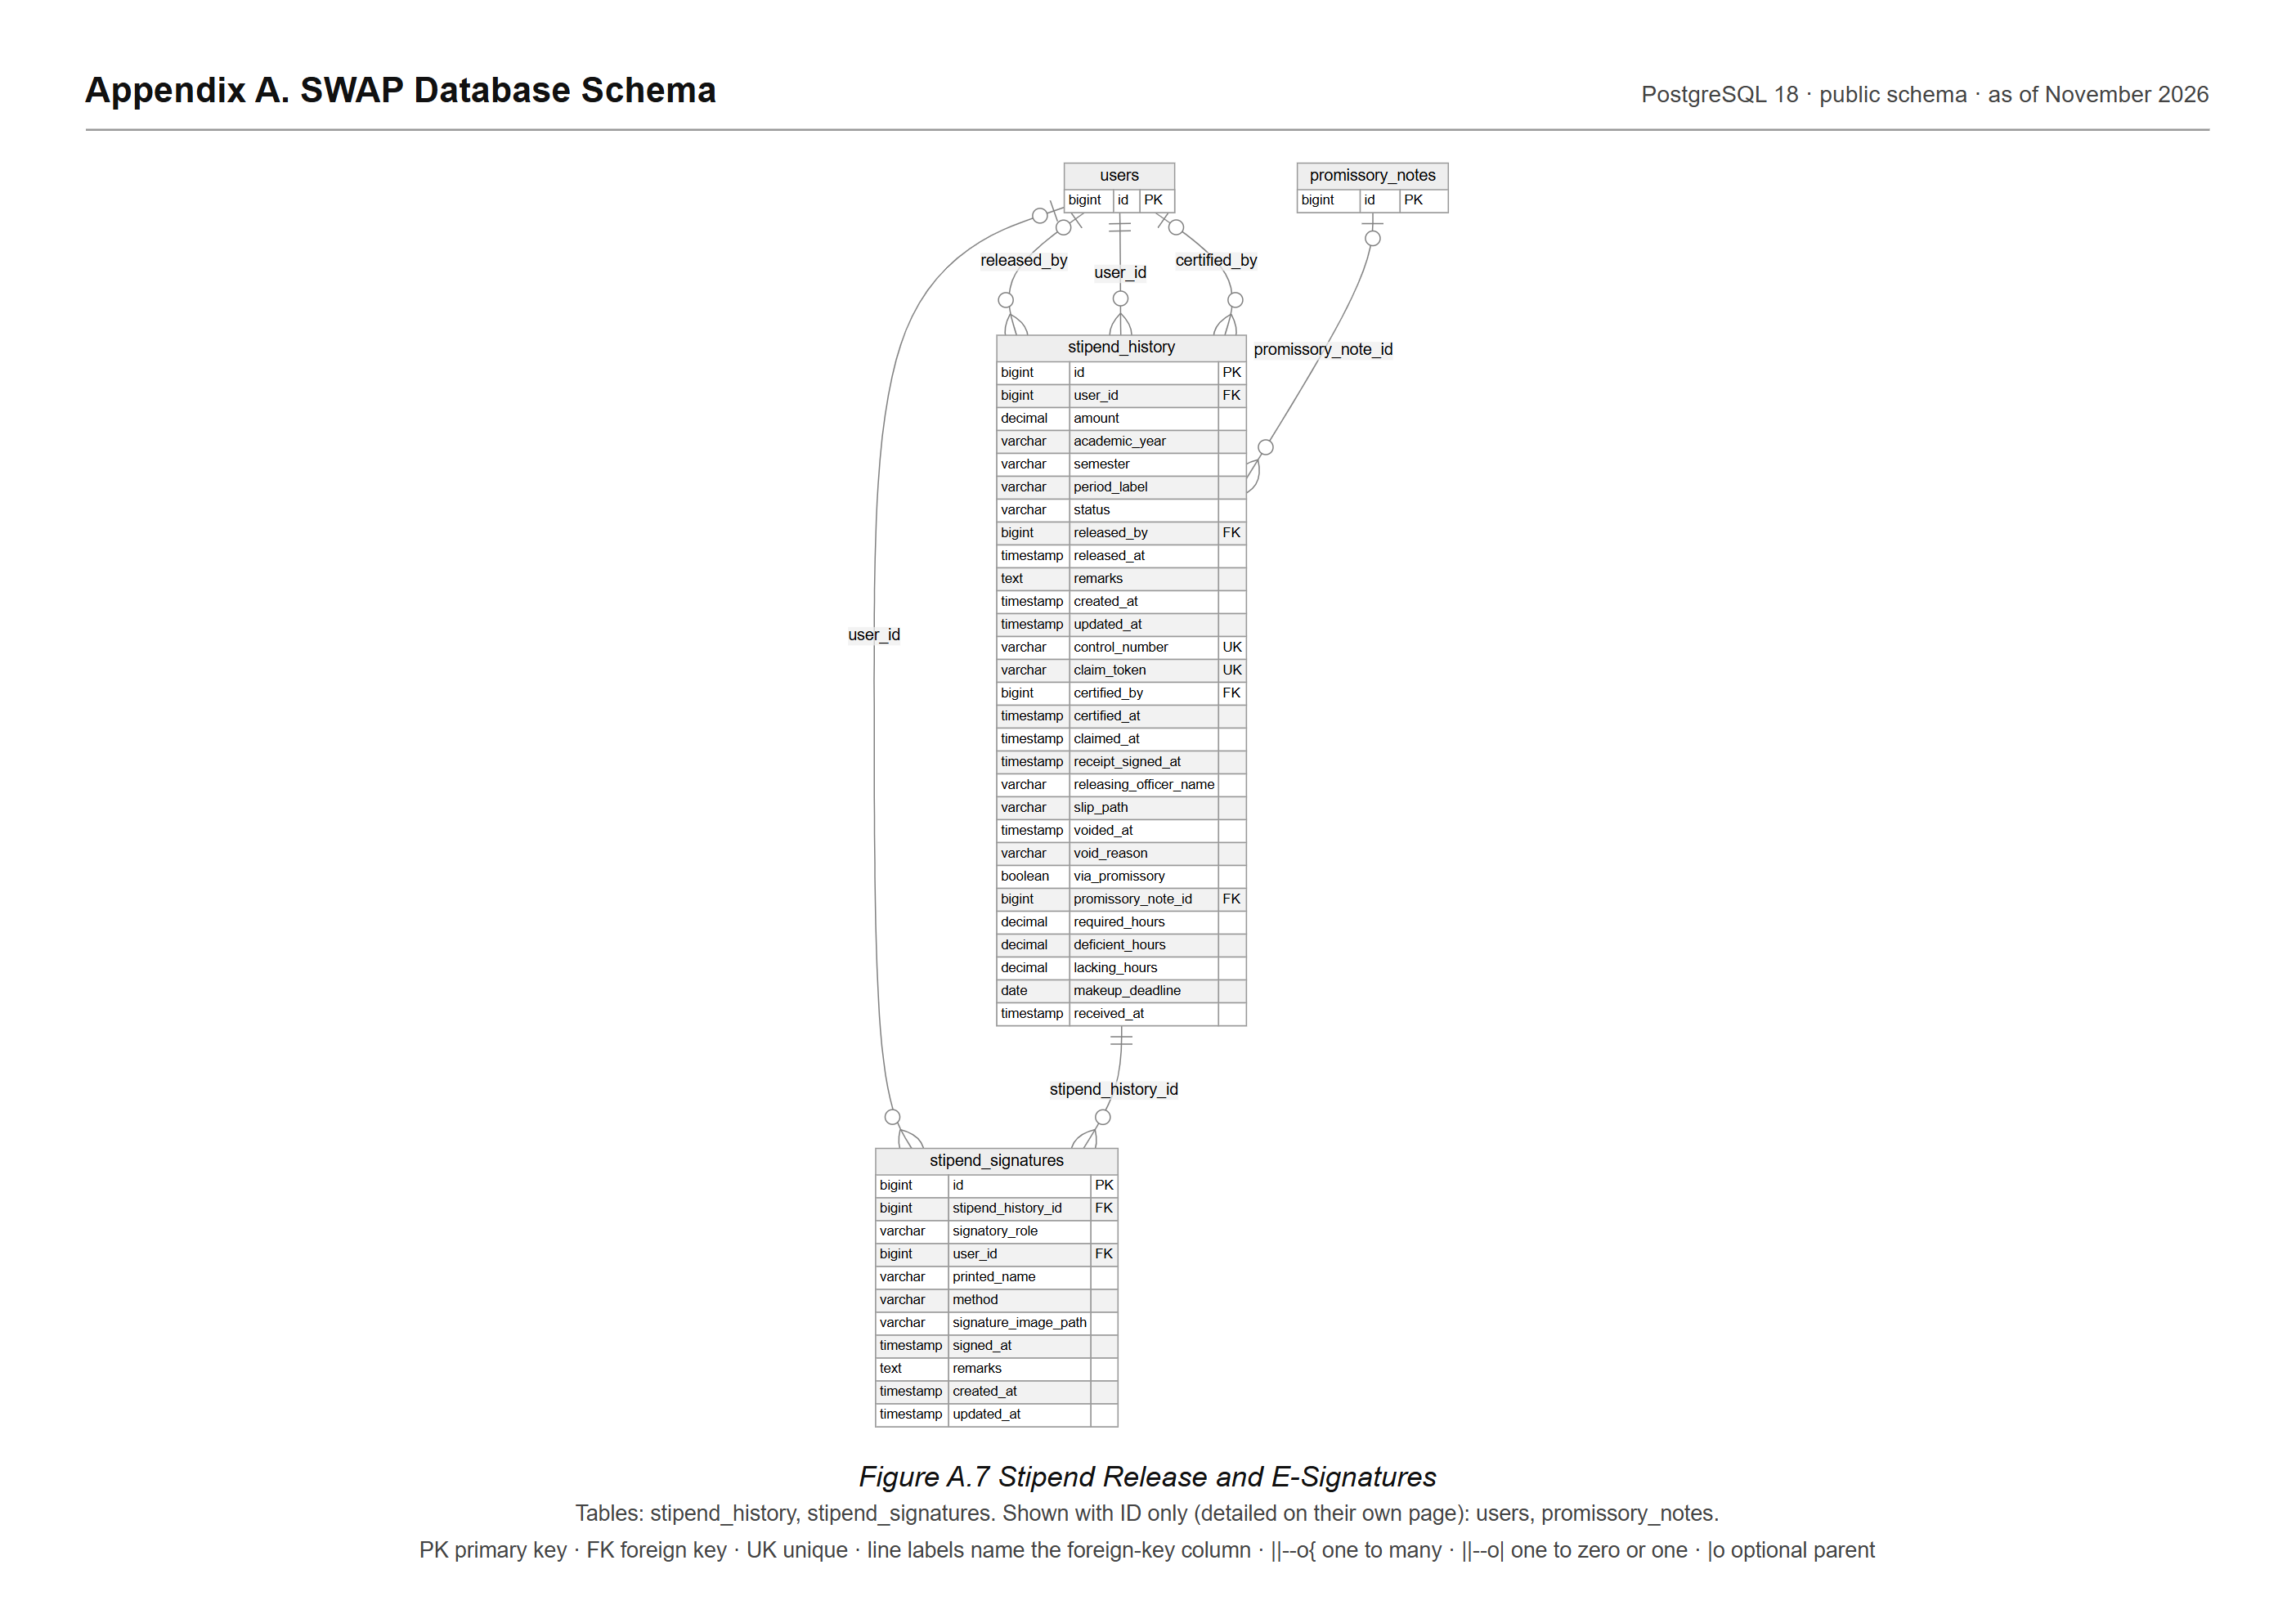 Appendix A. SWAP Database Schema
PostgreSQL 18 · public schema · as of November 2026
users
bigint id PK
promissory_notes
bigint id PK
released_by
user_id
certified_by
promissory_note_id
stipend_history
bigint id PK
bigint user_id FK
decimal amount
varchar academic_year
varchar semester
varchar period_label
varchar status
bigint released_by FK
timestamp released_at
text remarks
timestamp created_at
timestamp updated_at
varchar control_number UK
varchar claim_token UK
bigint certified_by FK
timestamp certified_at
timestamp claimed_at
timestamp receipt_signed_at
varchar releasing_officer_name
varchar slip_path
timestamp voided_at
varchar void_reason
boolean via_promissory
bigint promissory_note_id FK
decimal required_hours
decimal deficient_hours
decimal lacking_hours
date makeup_deadline
timestamp received_at
user_id
stipend_history_id
stipend_signatures
bigint id PK
bigint stipend_history_id FK
varchar signatory_role
bigint user_id FK
varchar printed_name
varchar method
varchar signature_image_path
timestamp signed_at
text remarks
timestamp created_at
timestamp updated_at
Figure A.7 Stipend Release and E-Signatures
Tables: stipend_history, stipend_signatures. Shown with ID only (detailed on their own page): users, promissory_notes.
PK primary key · FK foreign key · UK unique · line labels name the foreign-key column · ||--o{ one to many · ||--o| one to zero or one · |o optional parent